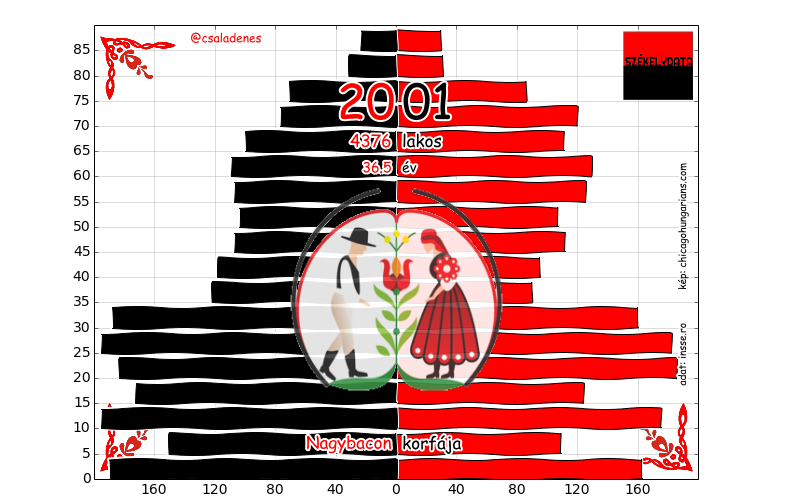 @csaladenes
SZÉKELYDATA
2001
4376 lakos
36.5 év
kép: chicagohungarians.com
adat: insse.ro
Nagybacon korfája
85
80
75
70
65
60
55
50
45
40
35
30
25
20
15
10
5
0
160 120 80 40 0 40 80 120 160